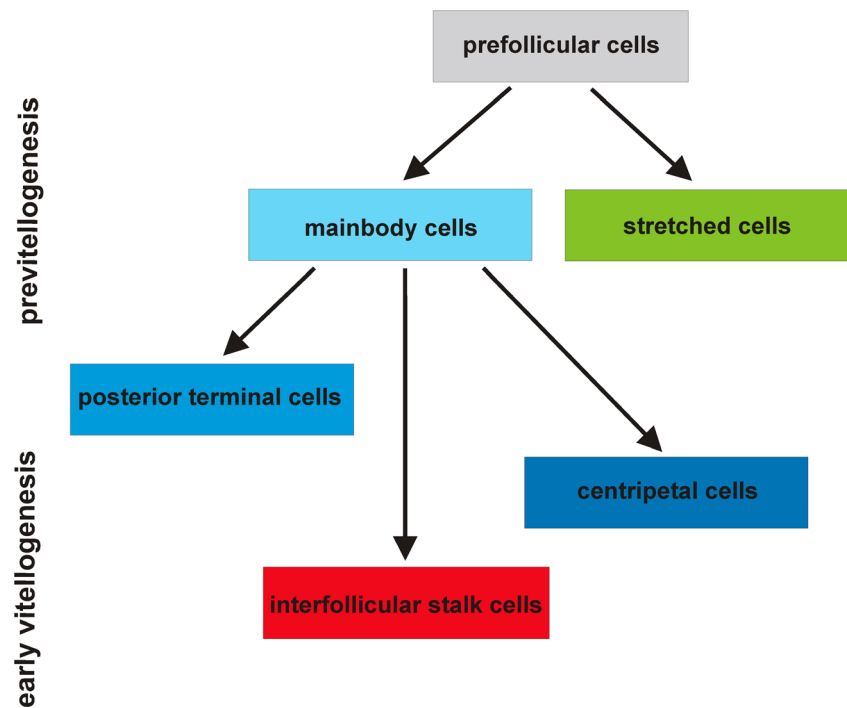 prefollicular cells
previtellogenesis
mainbody cells
stretched cells
posterior terminal cells
early vitellogenesis
centripetal cells
interfollicular stalk cells